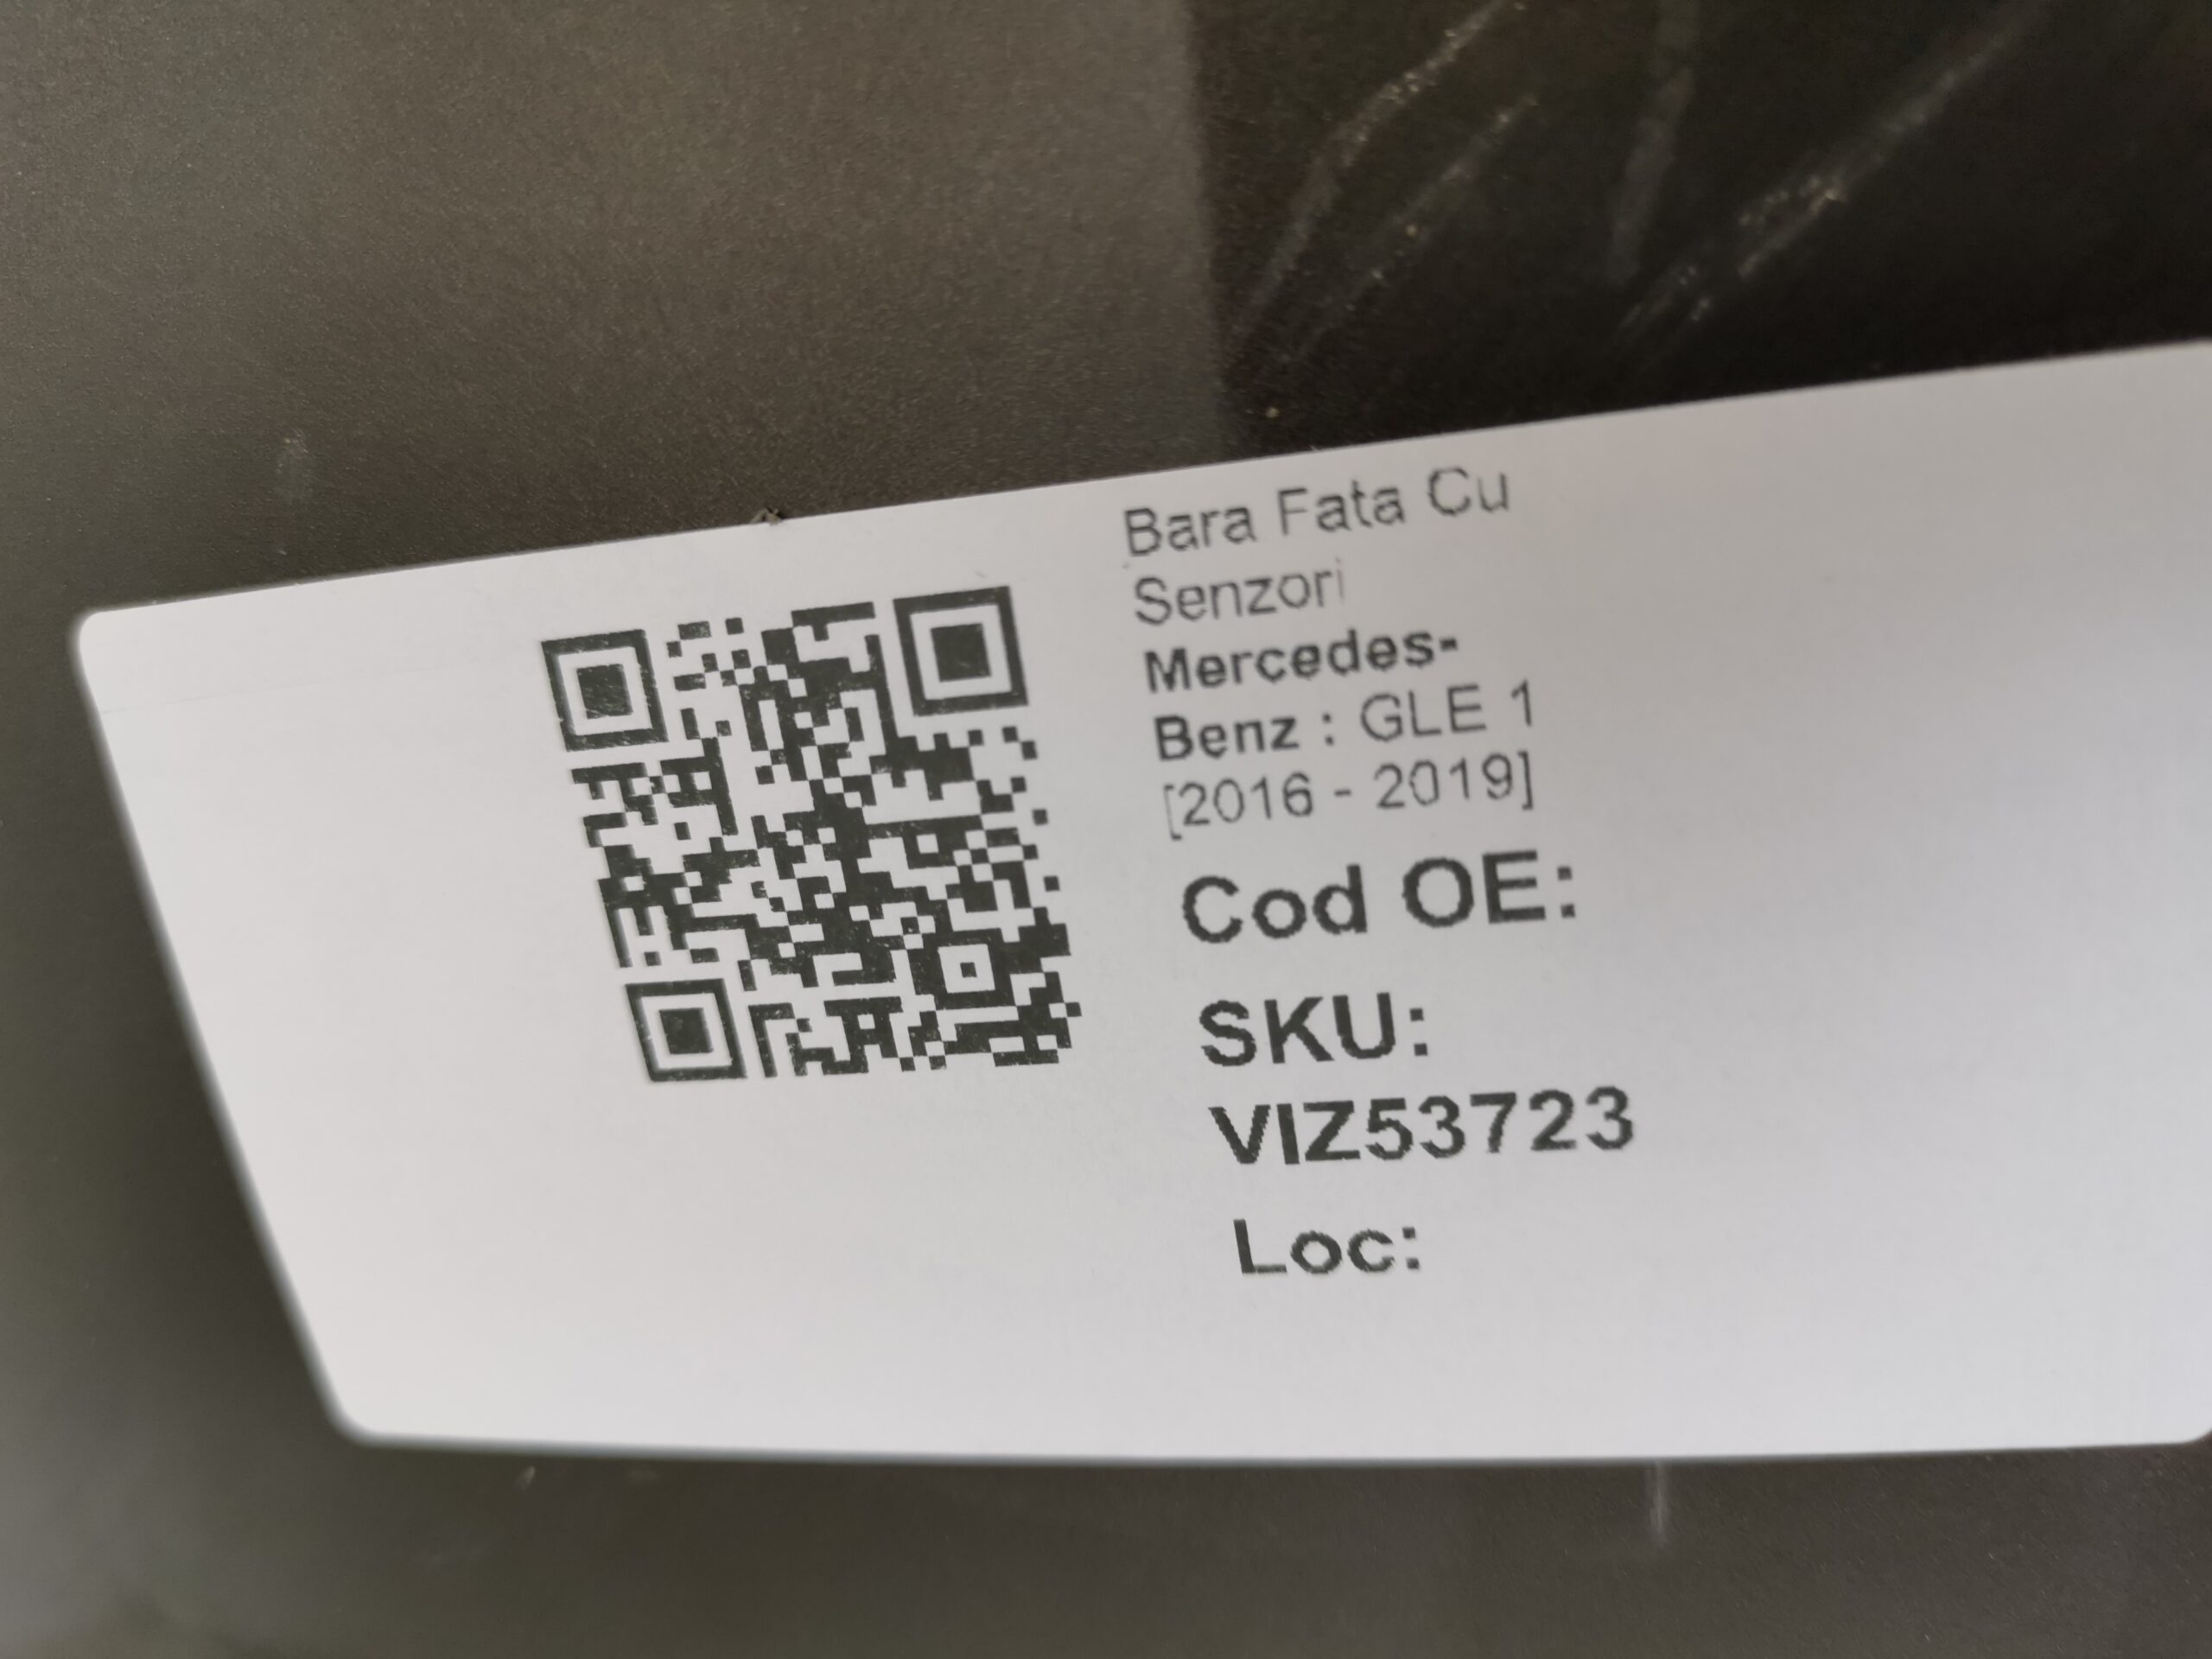 Bara Fata Cu
Senzori
Mercedes-
Benz : GLE 1
[2016 - 2019]
Cod OE:
SKU:
VIZ53723
Loc: